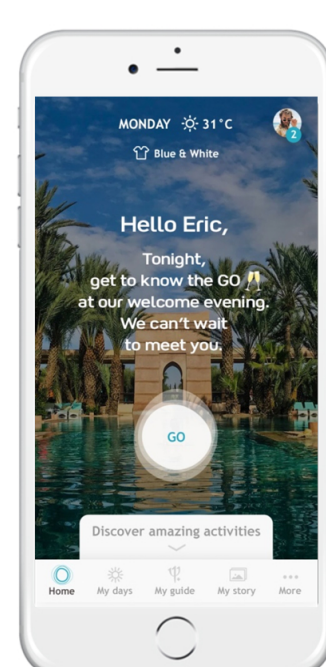 MONDAY 31°C
2
Blue & White
Hello Eric,
Tonight,
get to know the GO 🥂
at our welcome evening.
We can't wait
to meet you.
GO
Discover amazing activities
Home My days My guide My story More